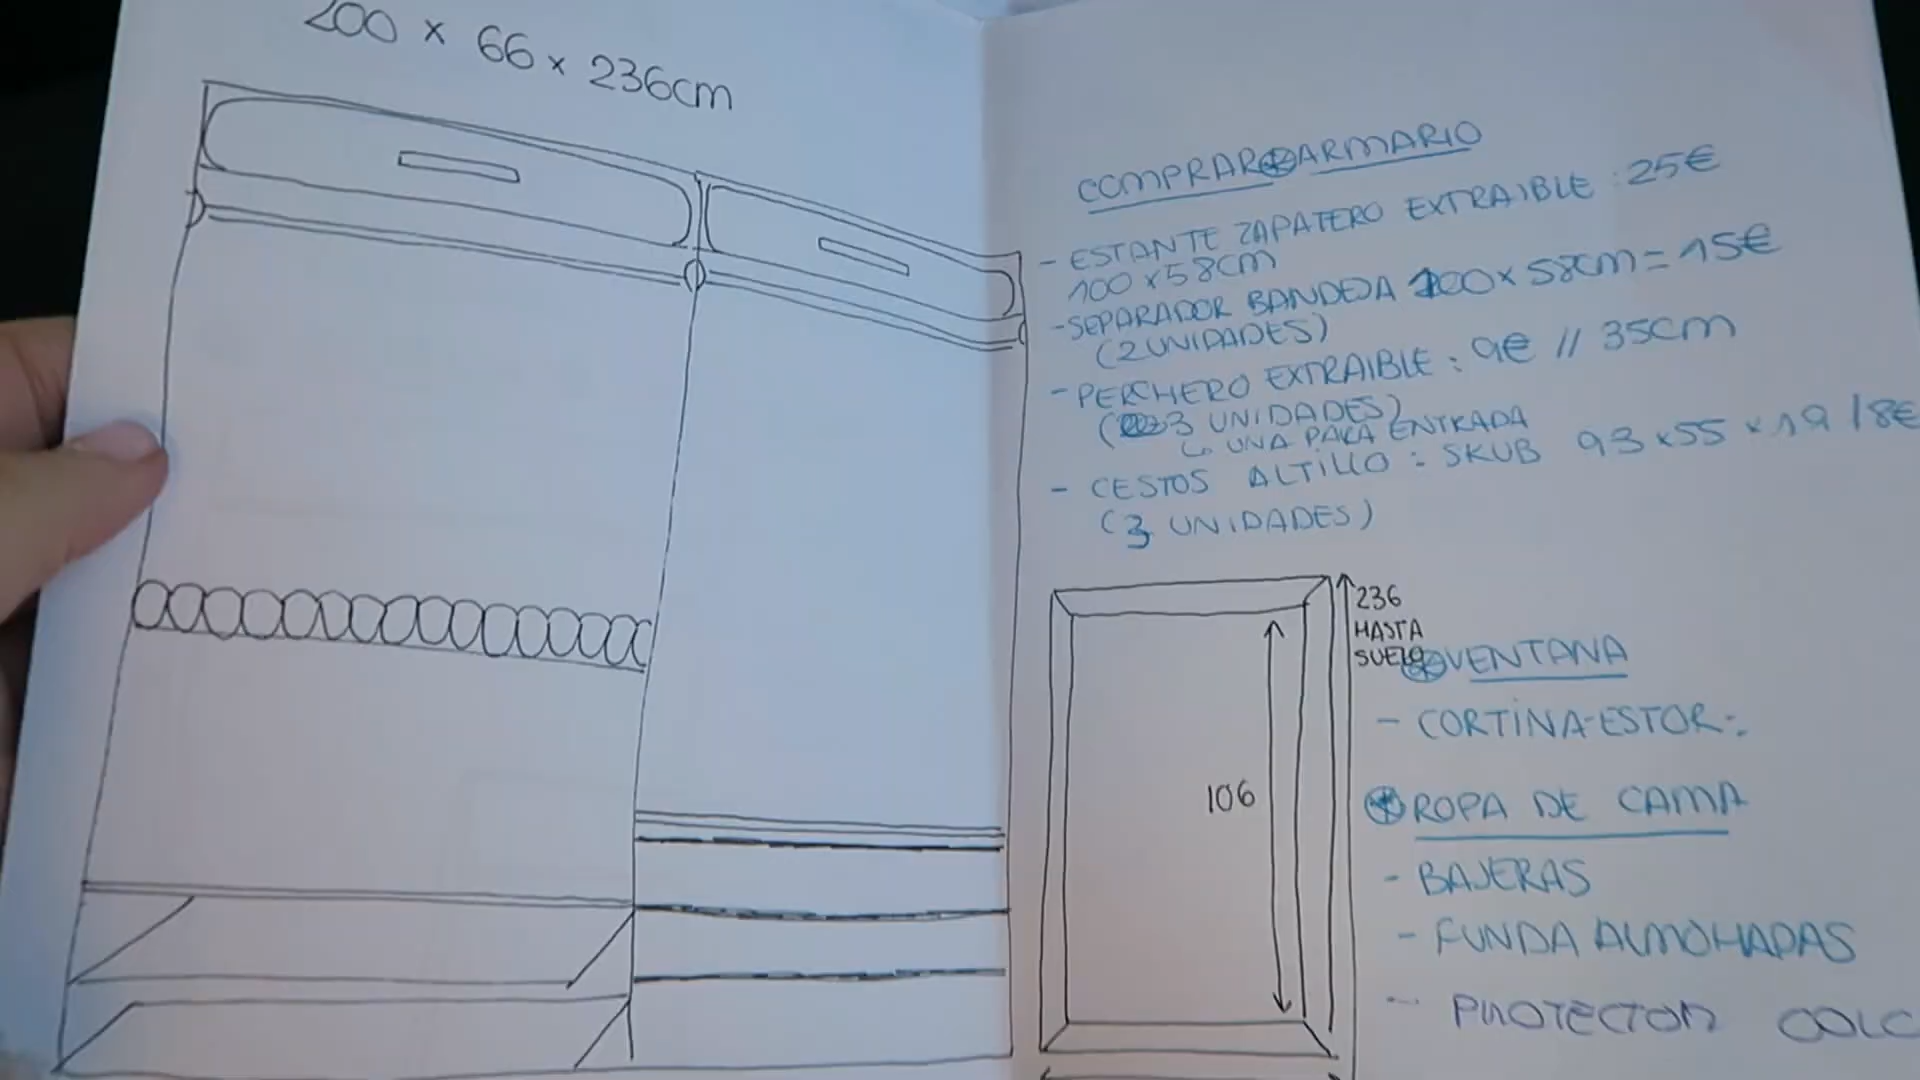 200 x 66 x 236cm
COMPRAR ARMARIO
- ESTANTE ZAPATERO EXTRAIBLE : 25€
100 x 58cm
- SEPARADOR BANDEJA 100 x 58cm = 15€
(2 UNIDADES)
- PERCHERO EXTRAIBLE : 9€ // 35cm
(3 UNIDADES)
↳ UNA PARA ENTRADA
- CESTOS ALTILLO : SKUB 93 x 55 x 19 / 8€
(3 UNIDADES)
236
HASTA
SUELO
106
VENTANA
- CORTINA-ESTOR :
ROPA DE CAMA
- BAJERAS
- FUNDA ALMOHADAS
- PROTECTOR COLC